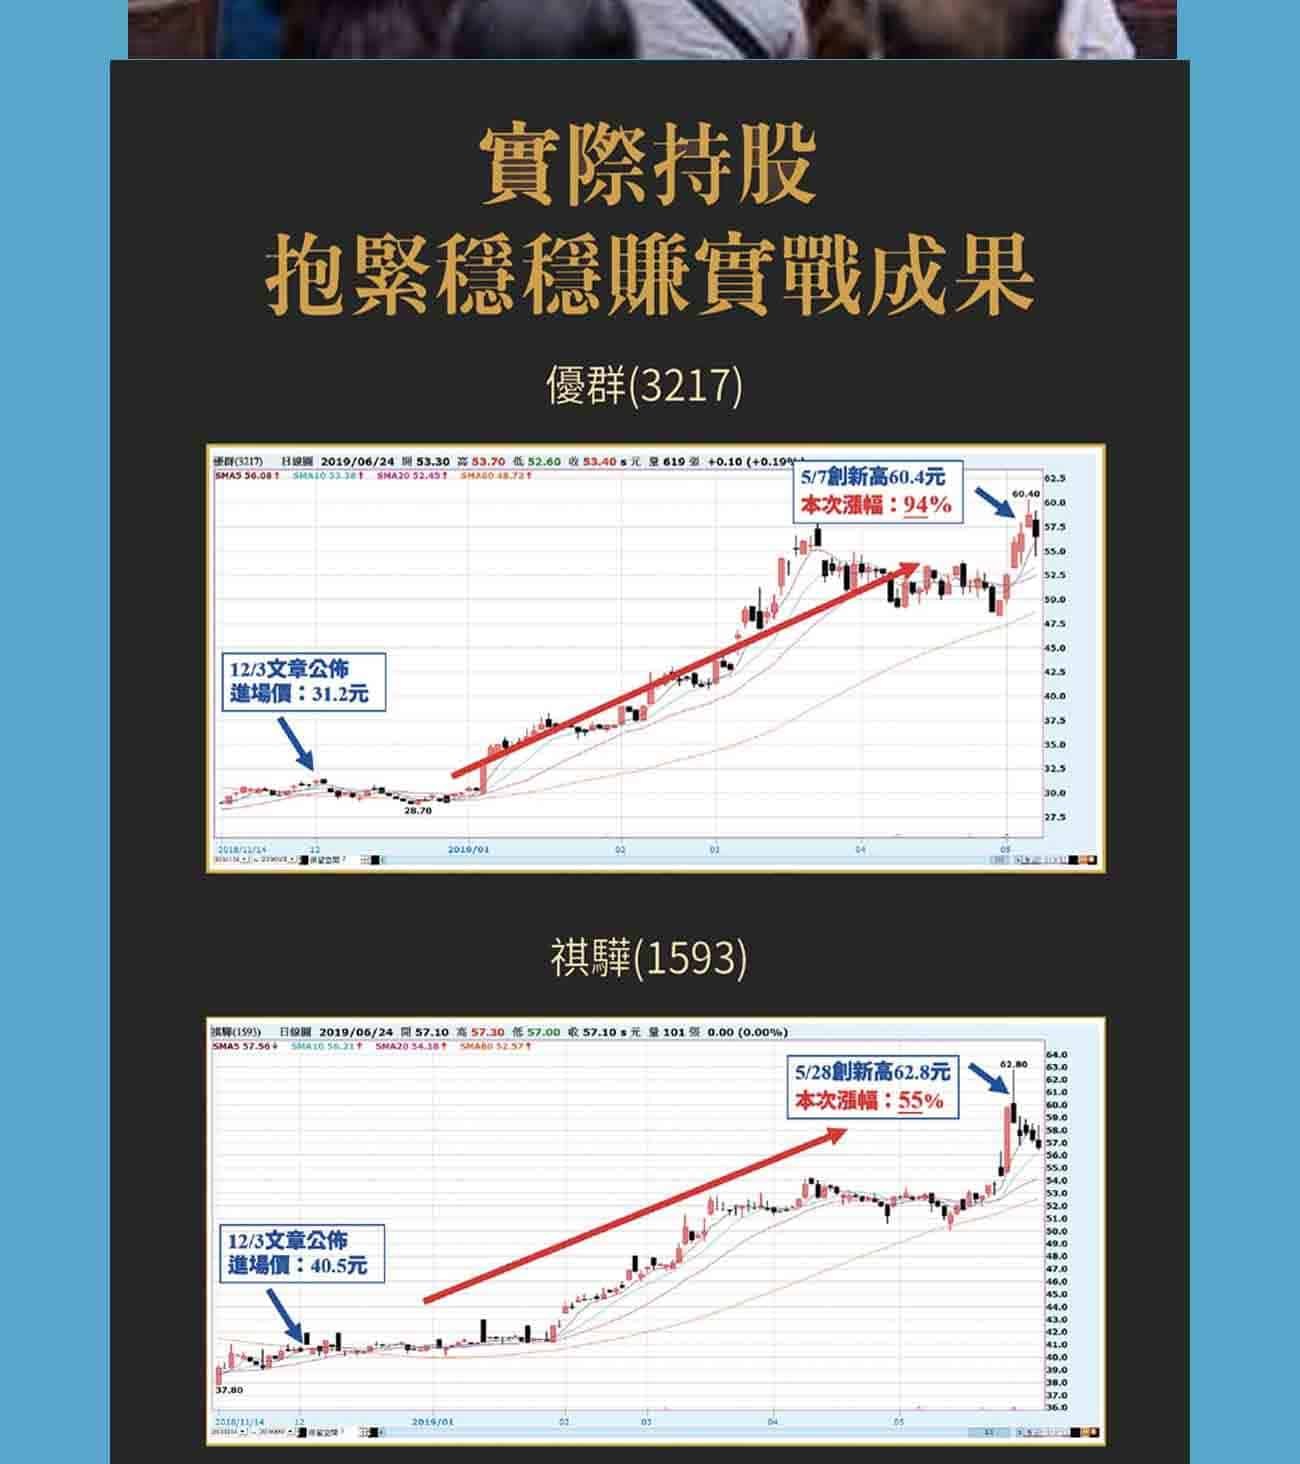 實際持股
抱緊穩穩賺實戰成果
優群(3217)
優群(3217) 日線圖 2019/06/24 開 53.30 高 53.70 低 52.60 收 53.40 s 元 量 619 張 +0.10 (+0.19%)
SMA5 56.08↑ SMA10 53.38↑ SMA20 52.45↑ SMA60 48.72↑
5/7創新高60.4元
本次漲幅：94%
60.40
62.5
60.0
57.5
55.0
52.5
50.0
47.5
45.0
42.5
40.0
37.5
35.0
32.5
30.0
27.5
12/3文章公佈
進場價：31.2元
28.70
2018/11/14 12 2019/01 02 03 04 05
保留空間
祺驊(1593)
祺驊(1593) 日線圖 2019/06/24 開 57.10 高 57.30 低 57.00 收 57.10 s 元 量 101 張 0.00 (0.00%)
SMA5 57.56↓ SMA10 56.21↑ SMA20 54.18↑ SMA60 52.57↑
5/28創新高62.8元
本次漲幅：55%
62.80
64.0
63.0
62.0
61.0
60.0
59.0
58.0
57.0
56.0
55.0
54.0
53.0
52.0
51.0
50.0
49.0
48.0
47.0
46.0
45.0
44.0
43.0
42.0
41.0
40.0
39.0
38.0
37.0
36.0
12/3文章公佈
進場價：40.5元
37.80
2018/11/14 12 2019/01 02 03 04 05
保留空間